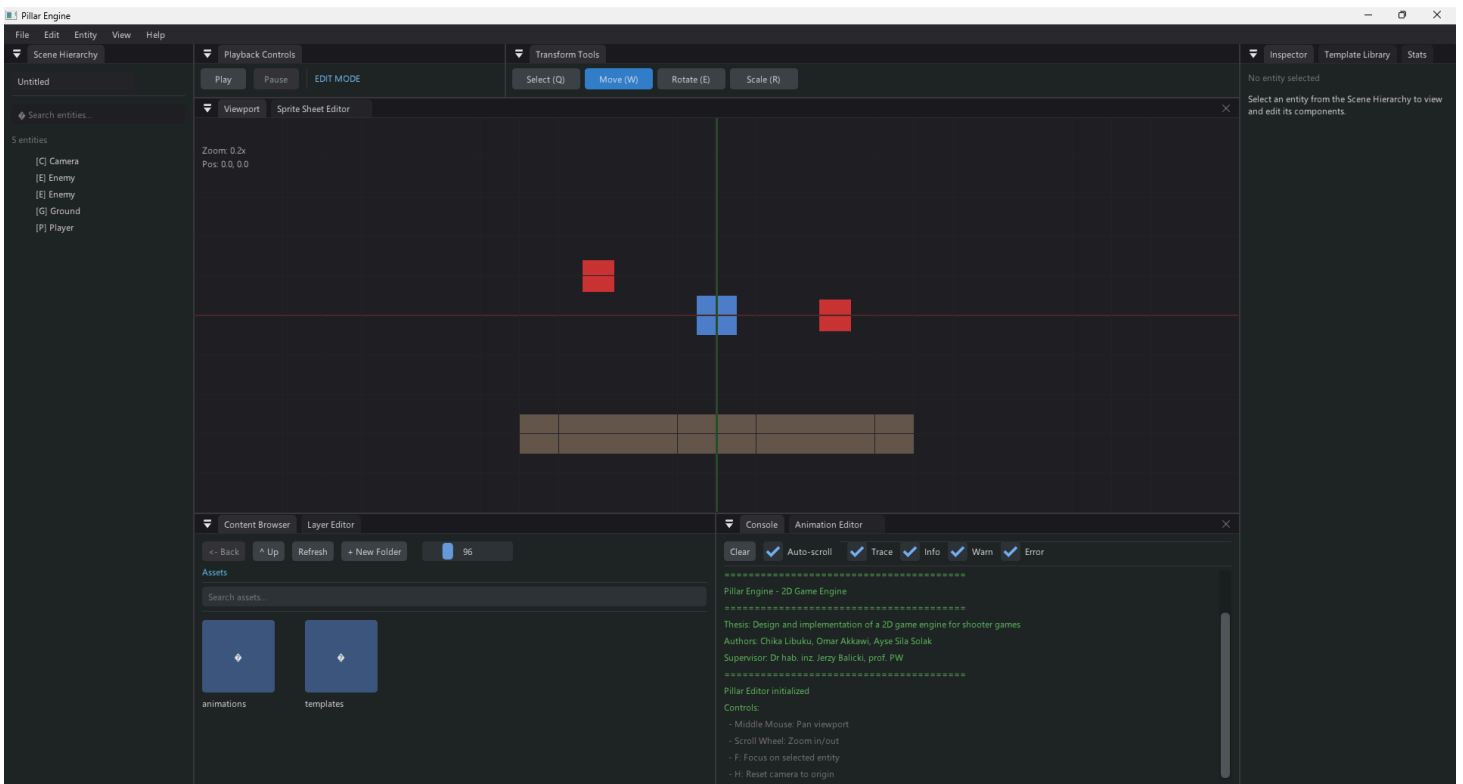 Pillar Engine
File Edit Entity View Help
Scene Hierarchy
Untitled
Search entities...
5 entities
[C] Camera
[E] Enemy
[E] Enemy
[G] Ground
[P] Player
Playback Controls
Play Pause EDIT MODE
Transform Tools
Select (Q) Move (W) Rotate (E) Scale (R)
Viewport Sprite Sheet Editor
Zoom: 0.2x
Pos: 0.0, 0.0
Content Browser Layer Editor
<- Back ^ Up Refresh + New Folder 96
Assets
Search assets...
animations templates
Console Animation Editor
Clear Auto-scroll Trace Info Warn Error
========================================
Pillar Engine - 2D Game Engine
========================================
Thesis: Design and implementation of a 2D game engine for shooter games
Authors: Chika Libuku, Omar Akkawi, Ayse Sila Solak
Supervisor: Dr hab. inz. Jerzy Balicki, prof. PW
========================================
Pillar Editor initialized
Controls:
- Middle Mouse: Pan viewport
- Scroll Wheel: Zoom in/out
- F: Focus on selected entity
- H: Reset camera to origin
Inspector Template Library Stats
No entity selected
Select an entity from the Scene Hierarchy to view
and edit its components.